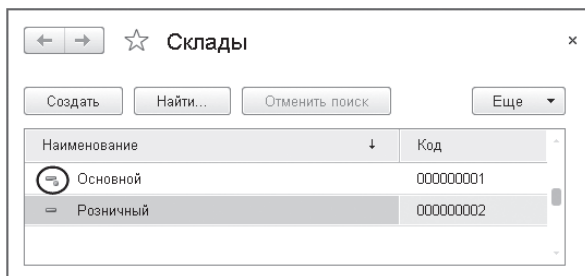 Склады
Создать Найти... Отменить поиск Еще
Наименование Код
Основной 000000001
Розничный 000000002